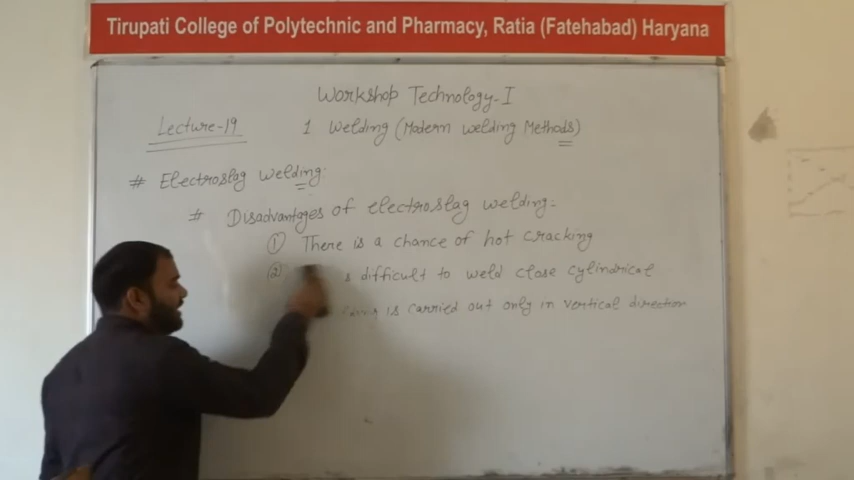 Tirupati College of Polytechnic and Pharmacy, Ratia (Fatehabad) Haryana
Workshop Technology-I
Lecture-19 1 Welding (Modern welding Methods)
# Electroslag welding:
# Disadvantages of electroslag welding:
① There is a chance of hot cracking
② s difficult to weld close cylindrical
is carried out only in vertical direction